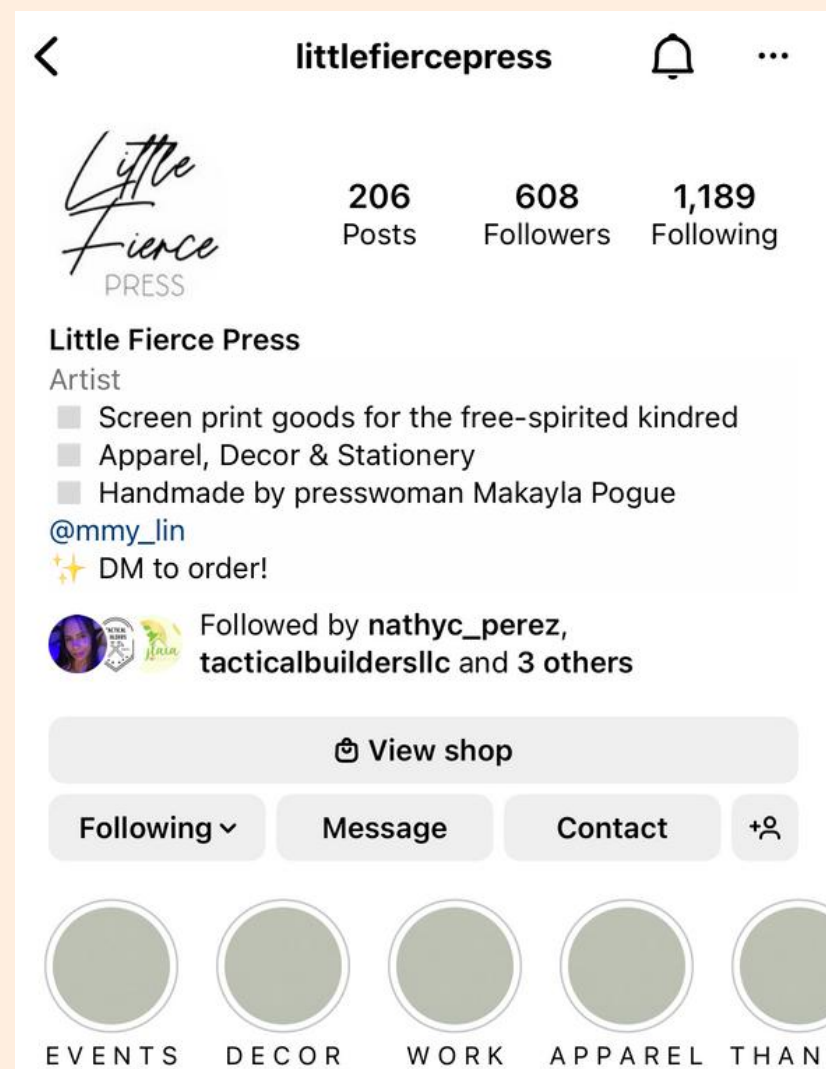 littlefiercepress
Little
Fierce
PRESS
206 608 1,189
Posts Followers Following
Little Fierce Press
Artist
Screen print goods for the free-spirited kindred
Apparel, Decor & Stationery
Handmade by presswoman Makayla Pogue
@mmy_lin
✨ DM to order!
Followed by nathyc_perez,
tacticalbuildersllc and 3 others
View shop
Following Message Contact
EVENTS DECOR WORK APPAREL THAN